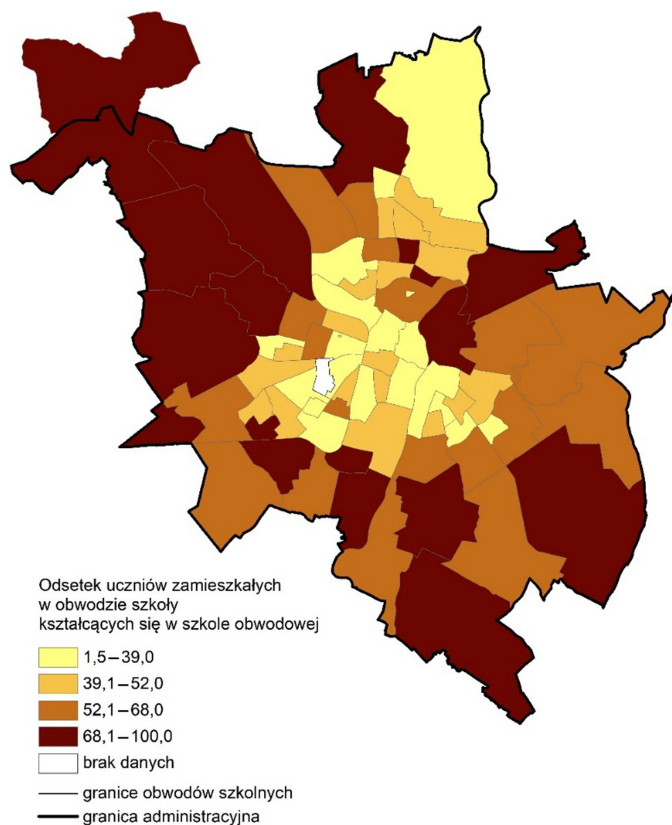 Odsetek uczniów zamieszkałych
w obwodzie szkoły
kształcących się w szkole obwodowej
1,5–39,0
39,1–52,0
52,1–68,0
68,1–100,0
brak danych
granice obwodów szkolnych
granica administracyjna